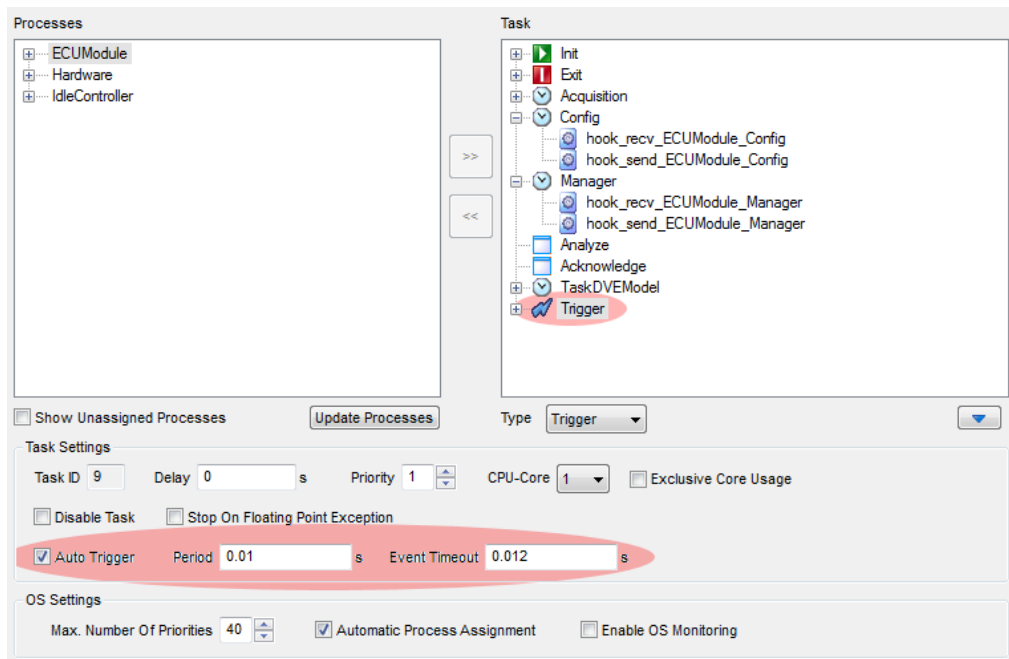 Processes
Task
ECUModule
Hardware
IdleController
Init
Exit
Acquisition
Config
hook_recv_ECUModule_Config
hook_send_ECUModule_Config
Manager
hook_recv_ECUModule_Manager
hook_send_ECUModule_Manager
Analyze
Acknowledge
TaskDVEModel
Trigger
>>
<<
Show Unassigned Processes
Update Processes
Type Trigger
Task Settings
Task ID 9 Delay 0 s Priority 1 CPU-Core 1 Exclusive Core Usage
Disable Task Stop On Floating Point Exception
Auto Trigger Period 0.01 s Event Timeout 0.012 s
OS Settings
Max. Number Of Priorities 40 Automatic Process Assignment Enable OS Monitoring